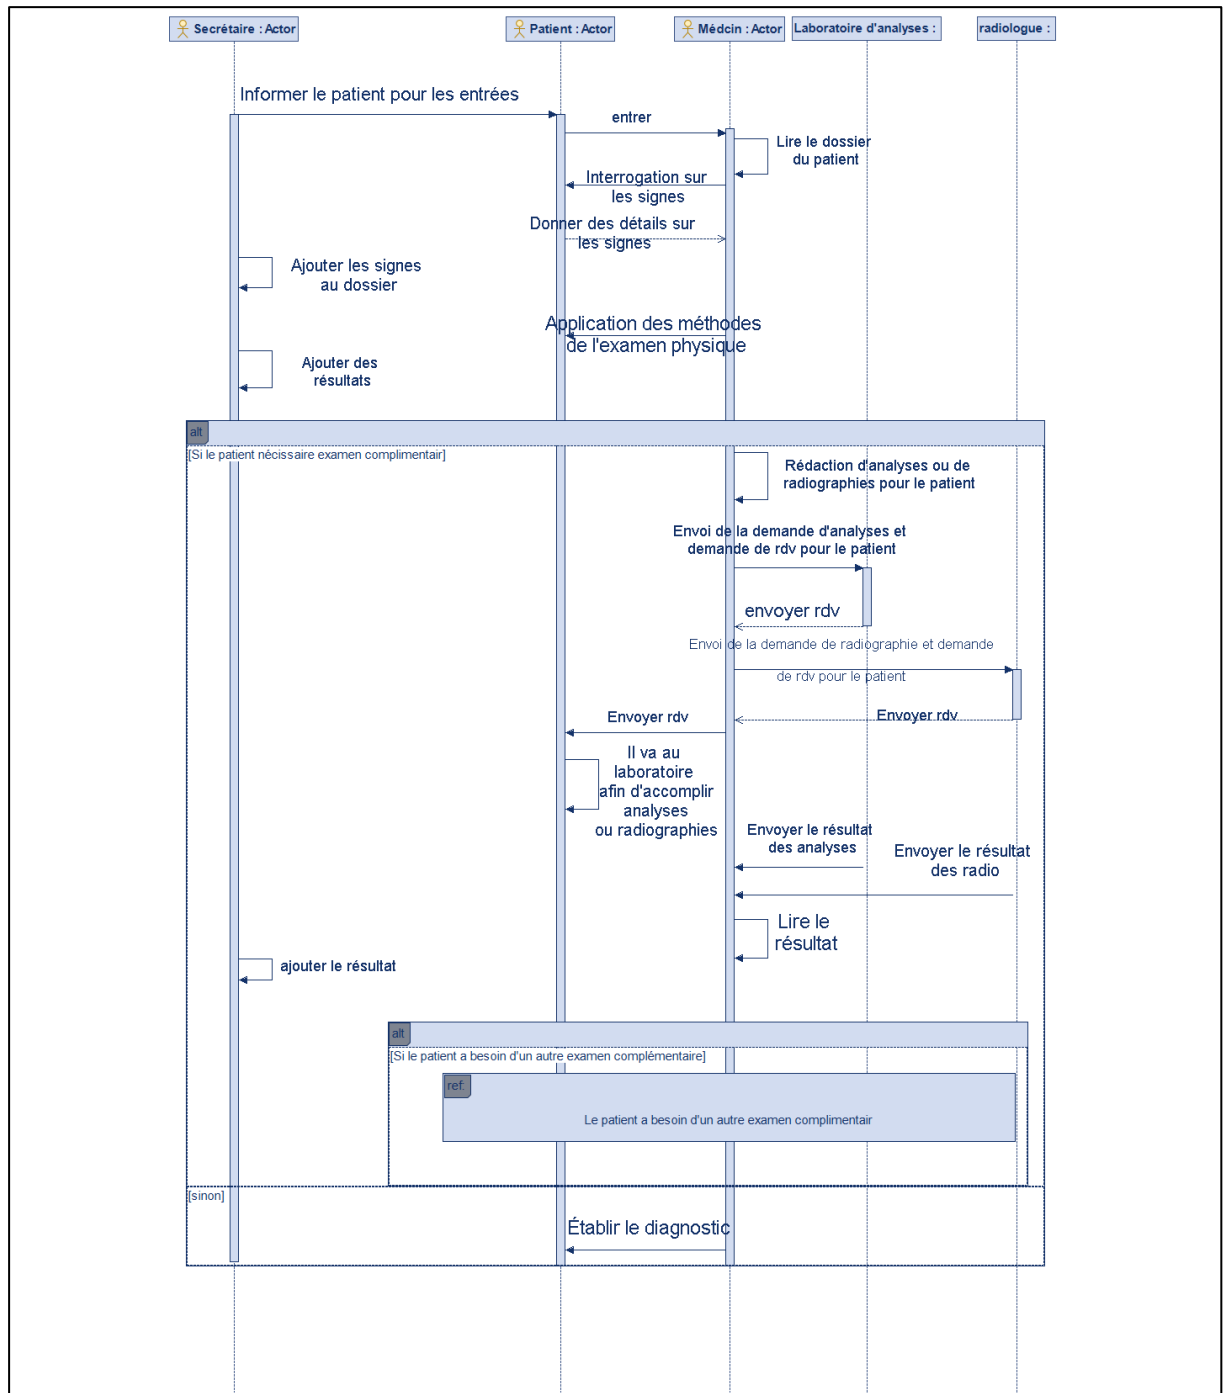 Secrétaire : Actor
Patient : Actor
Médcin : Actor
Laboratoire d'analyses :
radiologue :
Informer le patient pour les entrées
entrer
Lire le dossier
du patient
Interrogation sur
les signes
Donner des détails sur
les signes
Ajouter les signes
au dossier
Application des méthodes
de l'examen physique
Ajouter des
résultats
alt
[Si le patient nécissaire examen complimentair]
Rédaction d'analyses ou de
radiographies pour le patient
Envoi de la demande d'analyses et
demande de rdv pour le patient
envoyer rdv
Envoi de la demande de radiographie et demande
de rdv pour le patient
Envoyer rdv
Envoyer rdv
Il va au
laboratoire
afin d'accomplir
analyses
ou radiographies
Envoyer le résultat
des analyses
Envoyer le résultat
des radio
Lire le
résultat
ajouter le résultat
alt
[Si le patient a besoin d'un autre examen complémentaire]
ref:
Le patient a besoin d'un autre examen complimentair
[sinon]
Établir le diagnostic